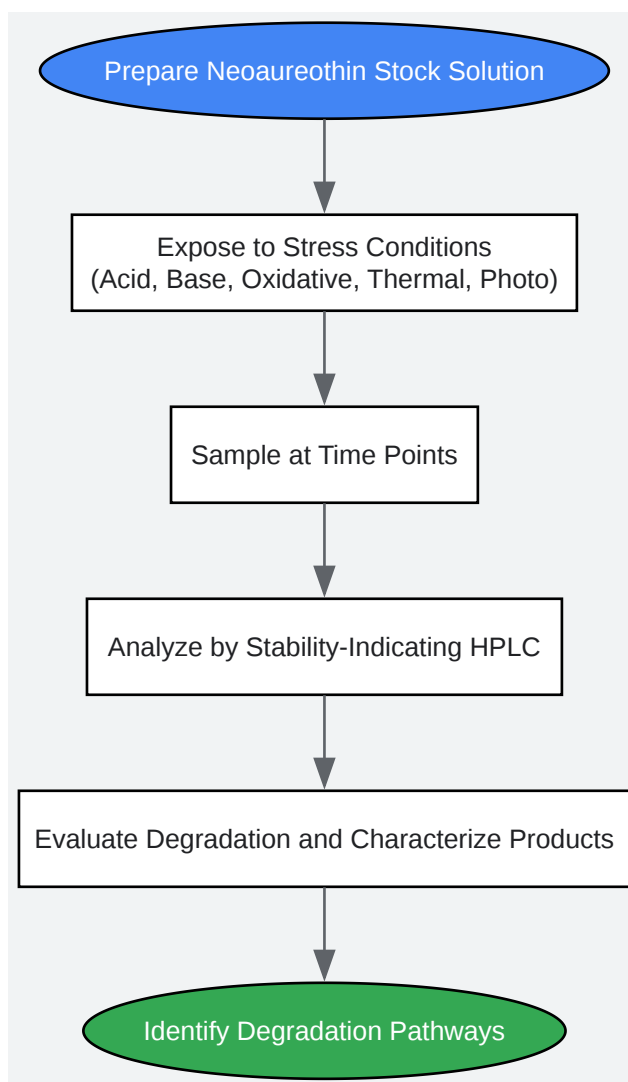 Prepare Neoaureothin Stock Solution
Expose to Stress Conditions
(Acid, Base, Oxidative, Thermal, Photo)
Sample at Time Points
Analyze by Stability-Indicating HPLC
Evaluate Degradation and Characterize Products
Identify Degradation Pathways